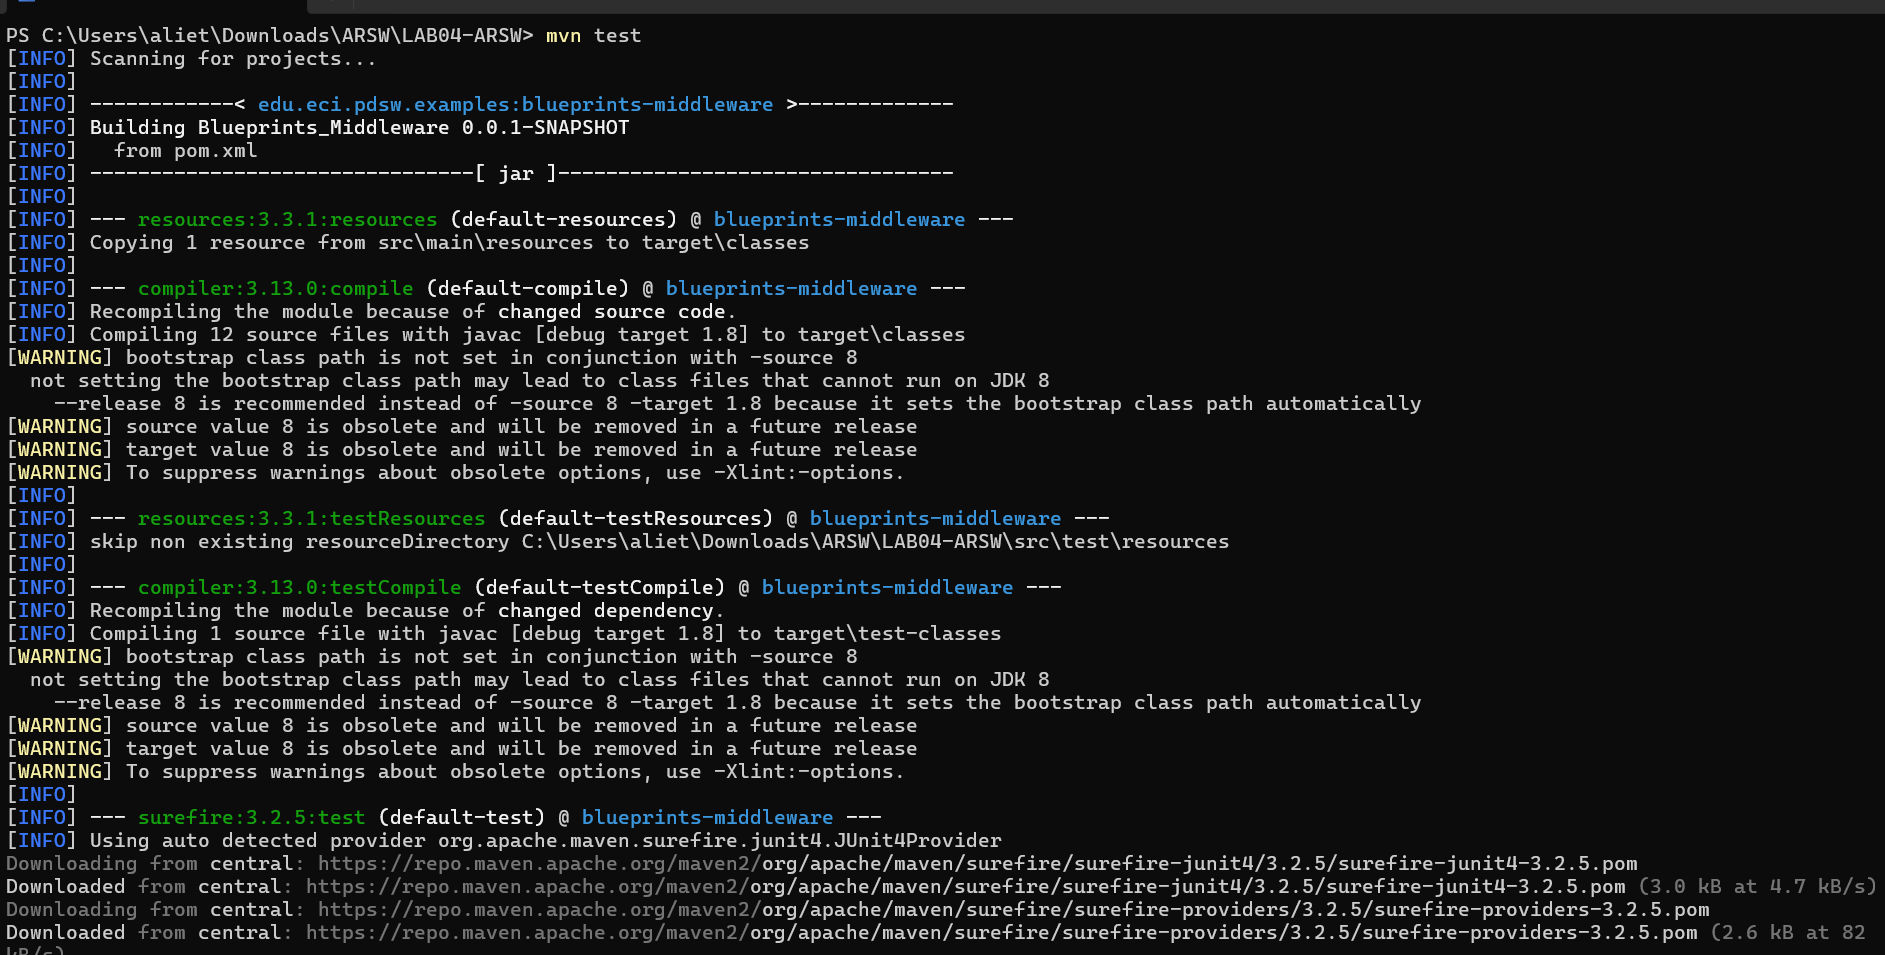 PS C:\Users\aliet\Downloads\ARSW\LAB04-ARSW> mvn test
[INFO] Scanning for projects...
[INFO]
[INFO] ------------< edu.eci.pdsw.examples:blueprints-middleware >-------------
[INFO] Building Blueprints_Middleware 0.0.1-SNAPSHOT
[INFO]   from pom.xml
[INFO] --------------------------------[ jar ]---------------------------------
[INFO]
[INFO] --- resources:3.3.1:resources (default-resources) @ blueprints-middleware ---
[INFO] Copying 1 resource from src\main\resources to target\classes
[INFO]
[INFO] --- compiler:3.13.0:compile (default-compile) @ blueprints-middleware ---
[INFO] Recompiling the module because of changed source code.
[INFO] Compiling 12 source files with javac [debug target 1.8] to target\classes
[WARNING] bootstrap class path is not set in conjunction with -source 8
  not setting the bootstrap class path may lead to class files that cannot run on JDK 8
    --release 8 is recommended instead of -source 8 -target 1.8 because it sets the bootstrap class path automatically
[WARNING] source value 8 is obsolete and will be removed in a future release
[WARNING] target value 8 is obsolete and will be removed in a future release
[WARNING] To suppress warnings about obsolete options, use -Xlint:-options.
[INFO]
[INFO] --- resources:3.3.1:testResources (default-testResources) @ blueprints-middleware ---
[INFO] skip non existing resourceDirectory C:\Users\aliet\Downloads\ARSW\LAB04-ARSW\src\test\resources
[INFO]
[INFO] --- compiler:3.13.0:testCompile (default-testCompile) @ blueprints-middleware ---
[INFO] Recompiling the module because of changed dependency.
[INFO] Compiling 1 source file with javac [debug target 1.8] to target\test-classes
[WARNING] bootstrap class path is not set in conjunction with -source 8
  not setting the bootstrap class path may lead to class files that cannot run on JDK 8
    --release 8 is recommended instead of -source 8 -target 1.8 because it sets the bootstrap class path automatically
[WARNING] source value 8 is obsolete and will be removed in a future release
[WARNING] target value 8 is obsolete and will be removed in a future release
[WARNING] To suppress warnings about obsolete options, use -Xlint:-options.
[INFO]
[INFO] --- surefire:3.2.5:test (default-test) @ blueprints-middleware ---
[INFO] Using auto detected provider org.apache.maven.surefire.junit4.JUnit4Provider
Downloading from central: https://repo.maven.apache.org/maven2/org/apache/maven/surefire/surefire-junit4/3.2.5/surefire-junit4-3.2.5.pom
Downloaded from central: https://repo.maven.apache.org/maven2/org/apache/maven/surefire/surefire-junit4/3.2.5/surefire-junit4-3.2.5.pom (3.0 kB at 4.7 kB/s)
Downloading from central: https://repo.maven.apache.org/maven2/org/apache/maven/surefire/surefire-providers/3.2.5/surefire-providers-3.2.5.pom
Downloaded from central: https://repo.maven.apache.org/maven2/org/apache/maven/surefire/surefire-providers/3.2.5/surefire-providers-3.2.5.pom (2.6 kB at 82
kB/s)